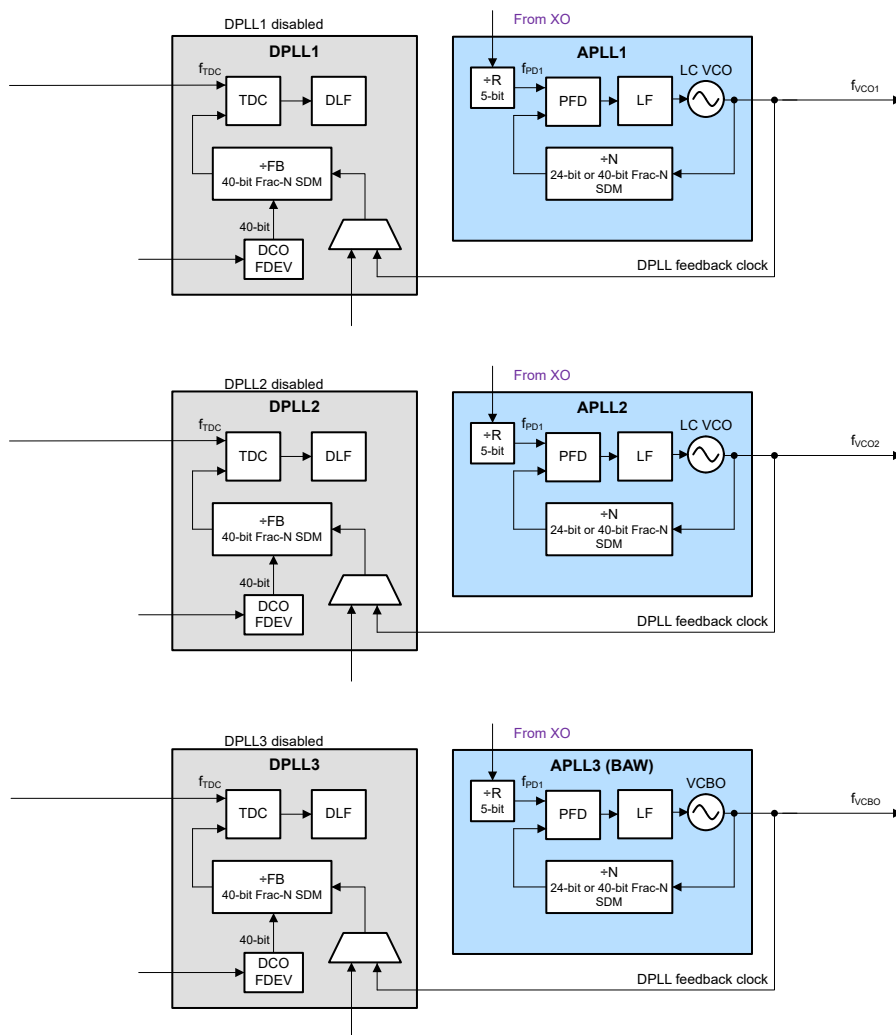 DPLL1 disabled
DPLL1
From XO
APLL1
fTDC
TDC
DLF
÷R
5-bit
fPD1
PFD
LF
LC VCO
fVCO1
÷FB
40-bit Frac-N SDM
÷N
24-bit or 40-bit Frac-N
SDM
40-bit
DCO
FDEV
DPLL feedback clock
DPLL2 disabled
DPLL2
From XO
APLL2
fTDC
TDC
DLF
÷R
5-bit
fPD1
PFD
LF
LC VCO
fVCO2
÷FB
40-bit Frac-N SDM
÷N
24-bit or 40-bit Frac-N
SDM
40-bit
DCO
FDEV
DPLL feedback clock
DPLL3 disabled
DPLL3
From XO
APLL3 (BAW)
fTDC
TDC
DLF
÷R
5-bit
fPD1
PFD
LF
VCBO
fVCBO
÷FB
40-bit Frac-N SDM
÷N
24-bit or 40-bit Frac-N
SDM
40-bit
DCO
FDEV
DPLL feedback clock